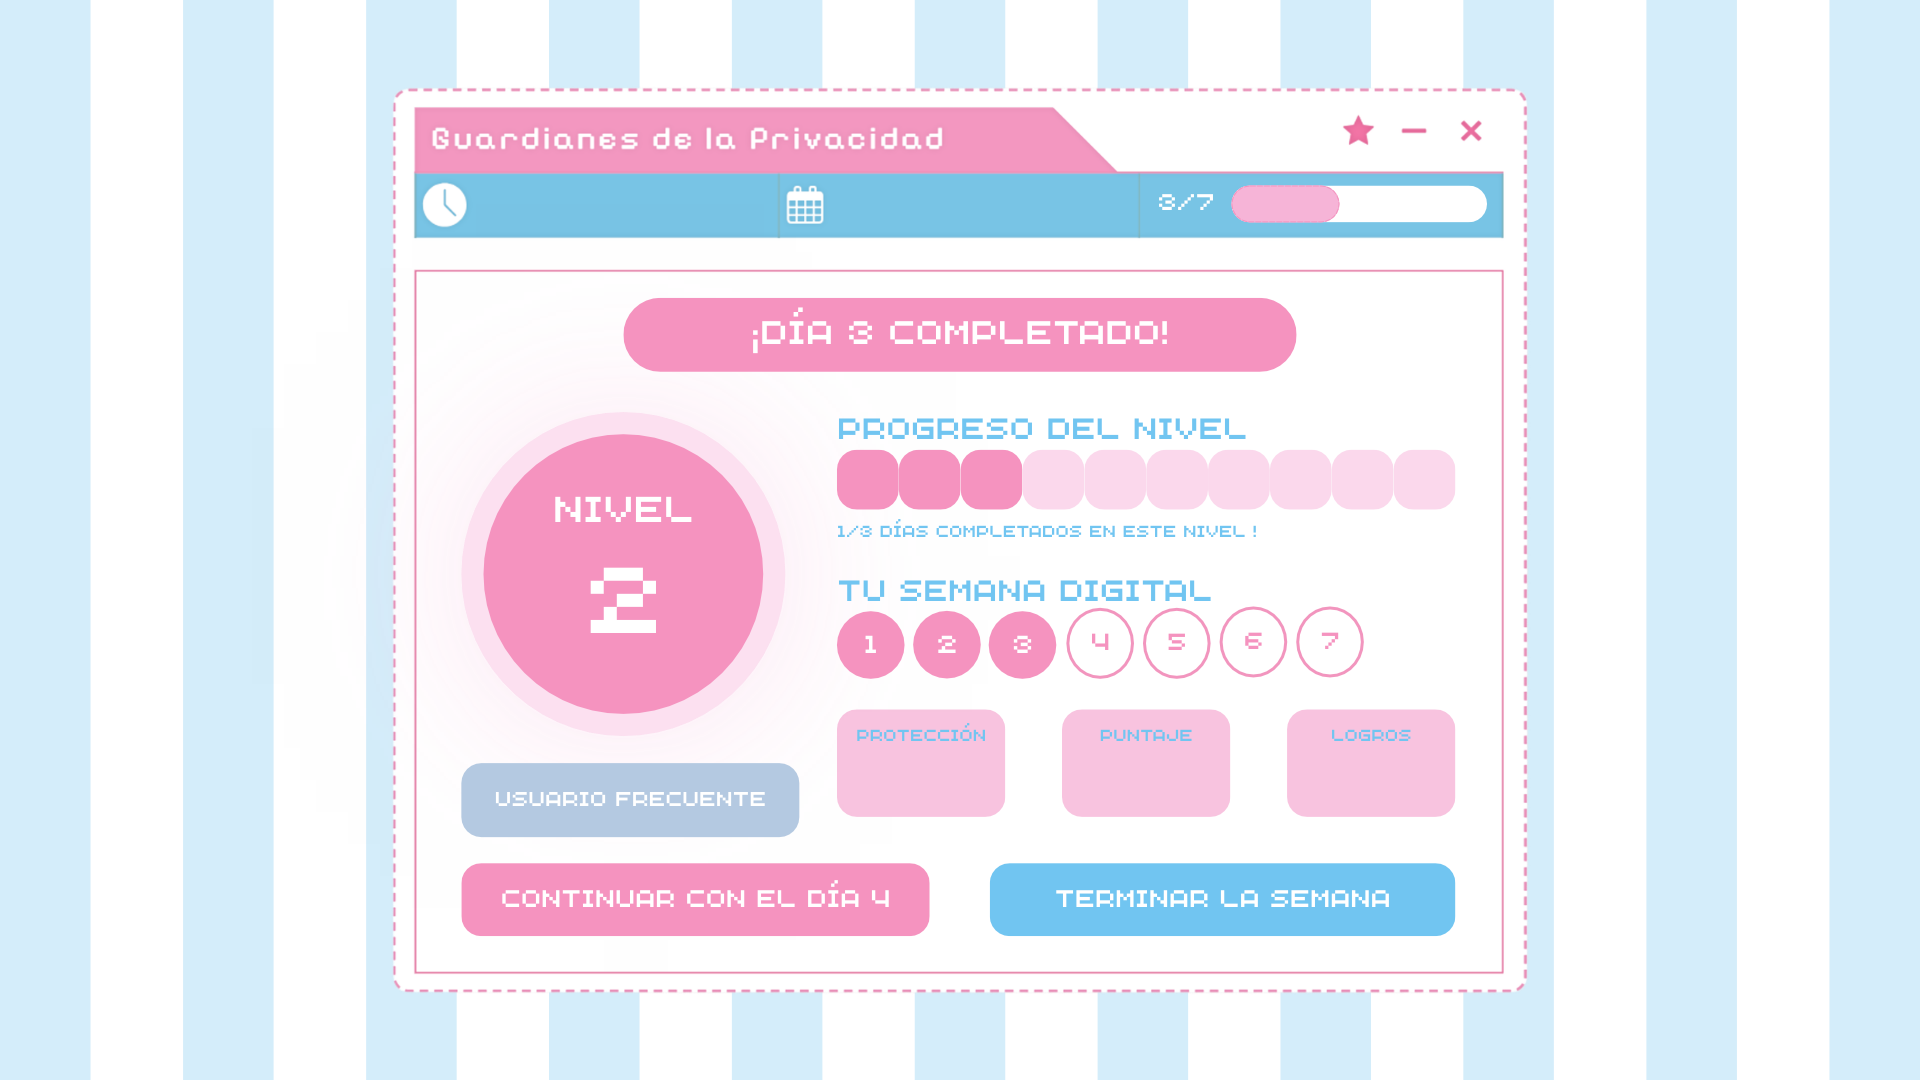 Guardianes de la Privacidad
3/7
¡DÍA 3 COMPLETADO!
NIVEL
2
PROGRESO DEL NIVEL
1/3 DÍAS COMPLETADOS EN ESTE NIVEL !
TU SEMANA DIGITAL
1 2 3 4 5 6 7
PROTECCIÓN PUNTAJE LOGROS
USUARIO FRECUENTE
CONTINUAR CON EL DÍA 4 TERMINAR LA SEMANA